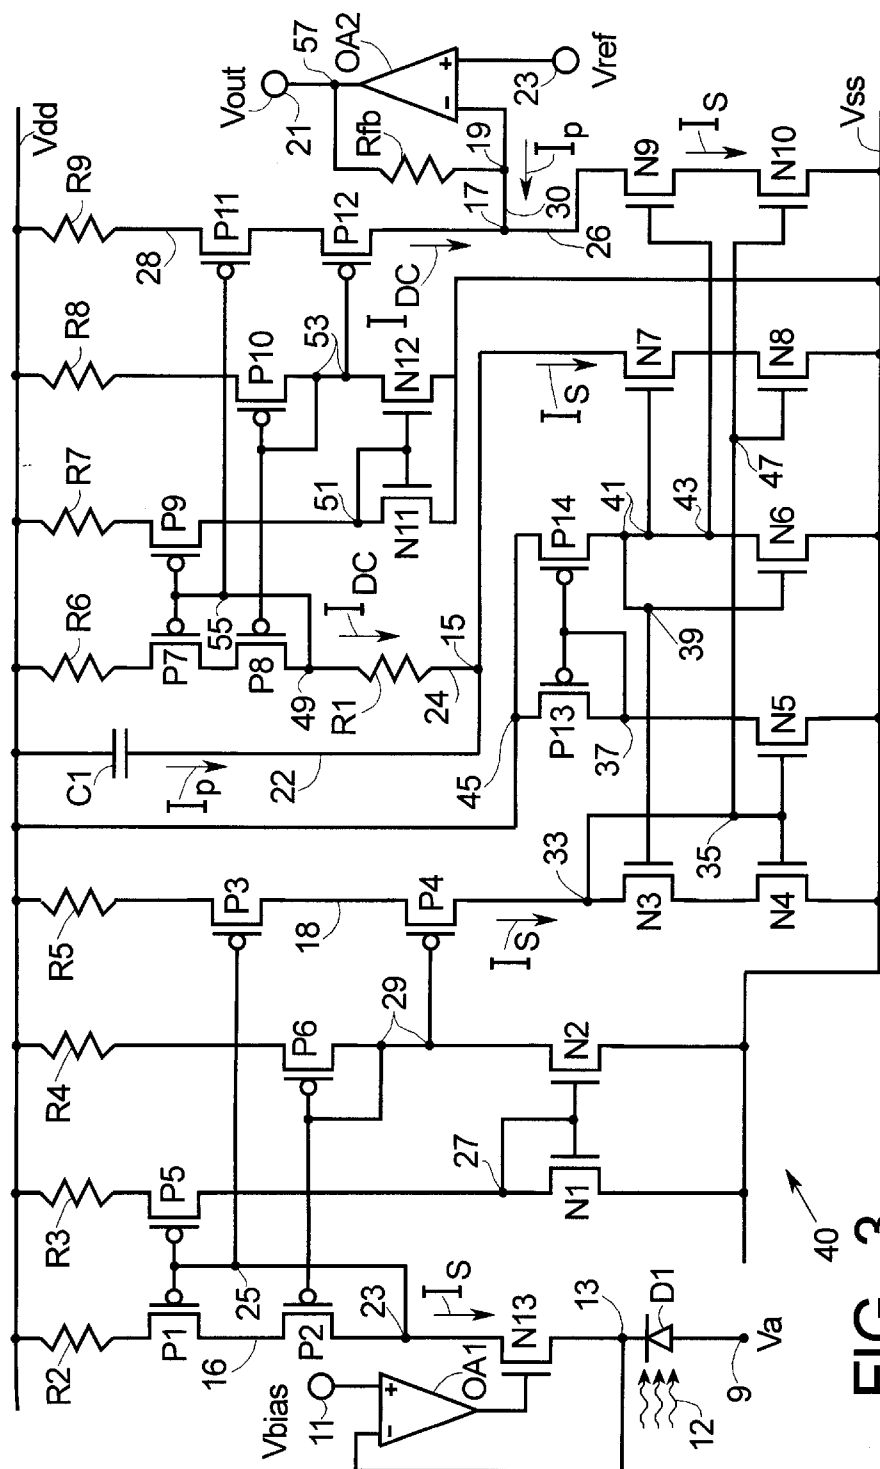 Vdd
R2
R3
R4
R5
C1
R6
R7
R8
R9
Vout
21
57
28
P1
P5
P3
P7
P9
P11
OA2
Rfb
16
25
18
Ip
55
P10
P12
P2
P6
P8
53
23
29
P4
22
49
IDC
51
IDC
19
17
Ip
23
Vref
Vbias
11
OA1
IS
R1
N11
N12
30
26
27
IS
24
15
N13
N1
N2
33
45
P13
P14
IS
N7
N9
IS
13
37
41
43
D1
12
N3
35
39
47
N10
9
Va
N4
N5
N6
N8
Vss
40
FIG. 3